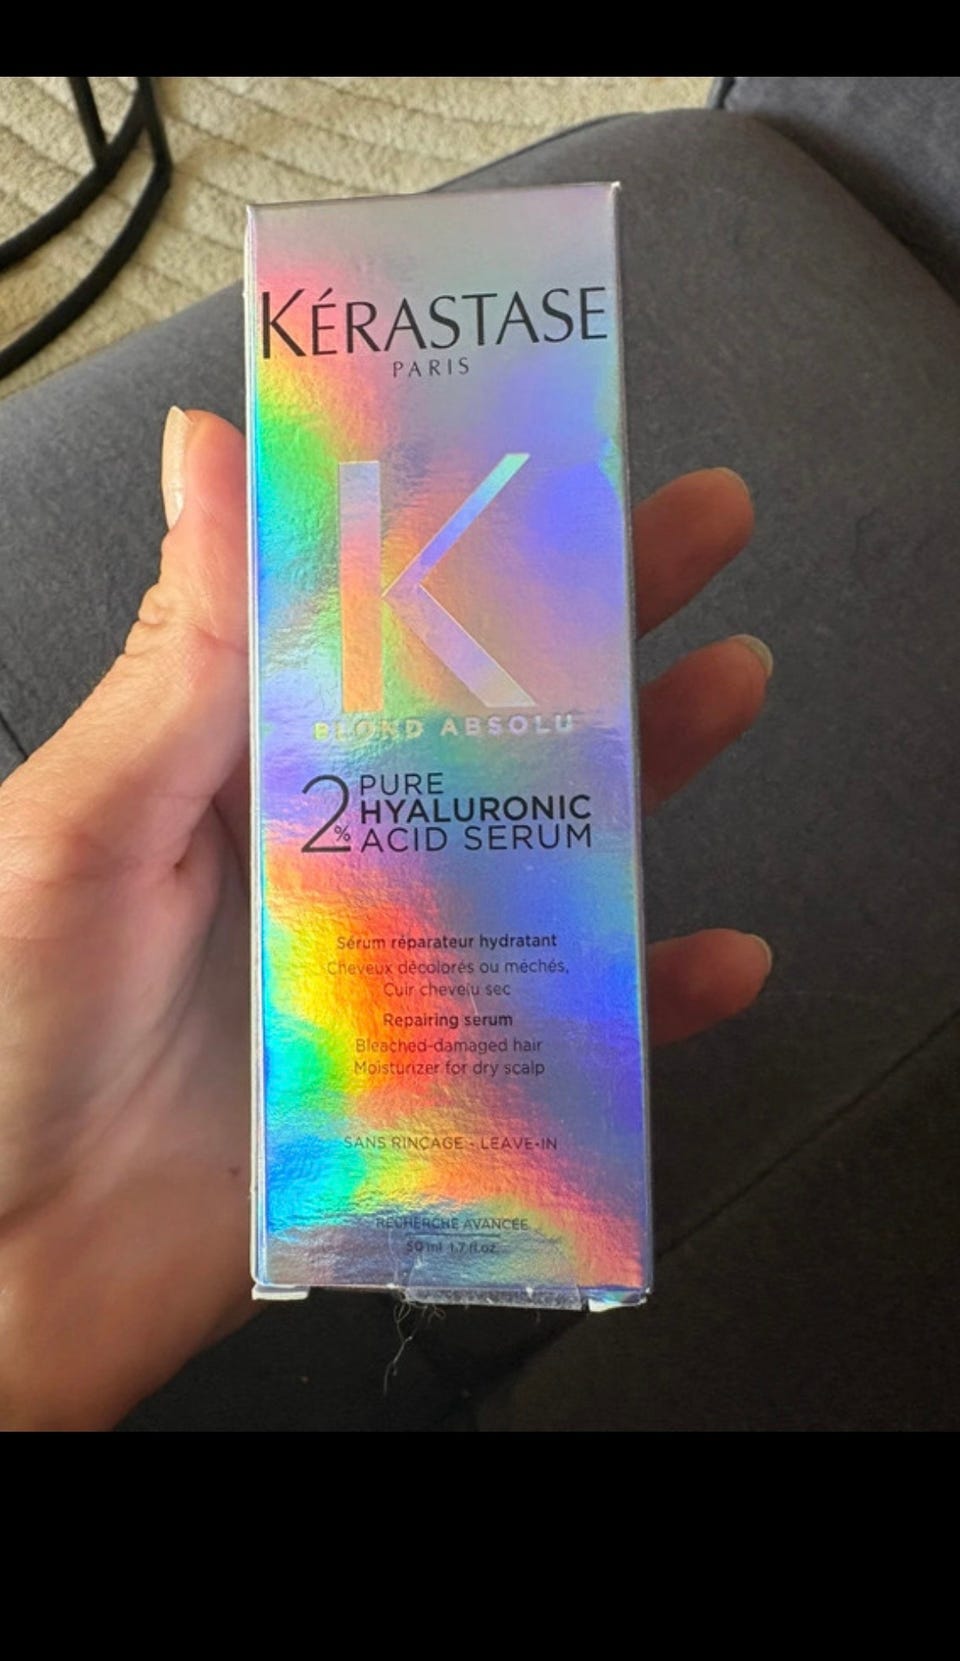 KÉRASTASE
PARIS
K
BLOND ABSOLU
2% PURE
HYALURONIC
ACID SERUM
Sérum réparateur hydratant
Cheveux décolorés ou méchés,
Cuir chevelu sec
Repairing serum
Bleached-damaged hair
Moisturizer for dry scalp
SANS RINÇAGE - LEAVE-IN
RECHERCHE AVANCÉE
50 ml 1.7 fl.oz.